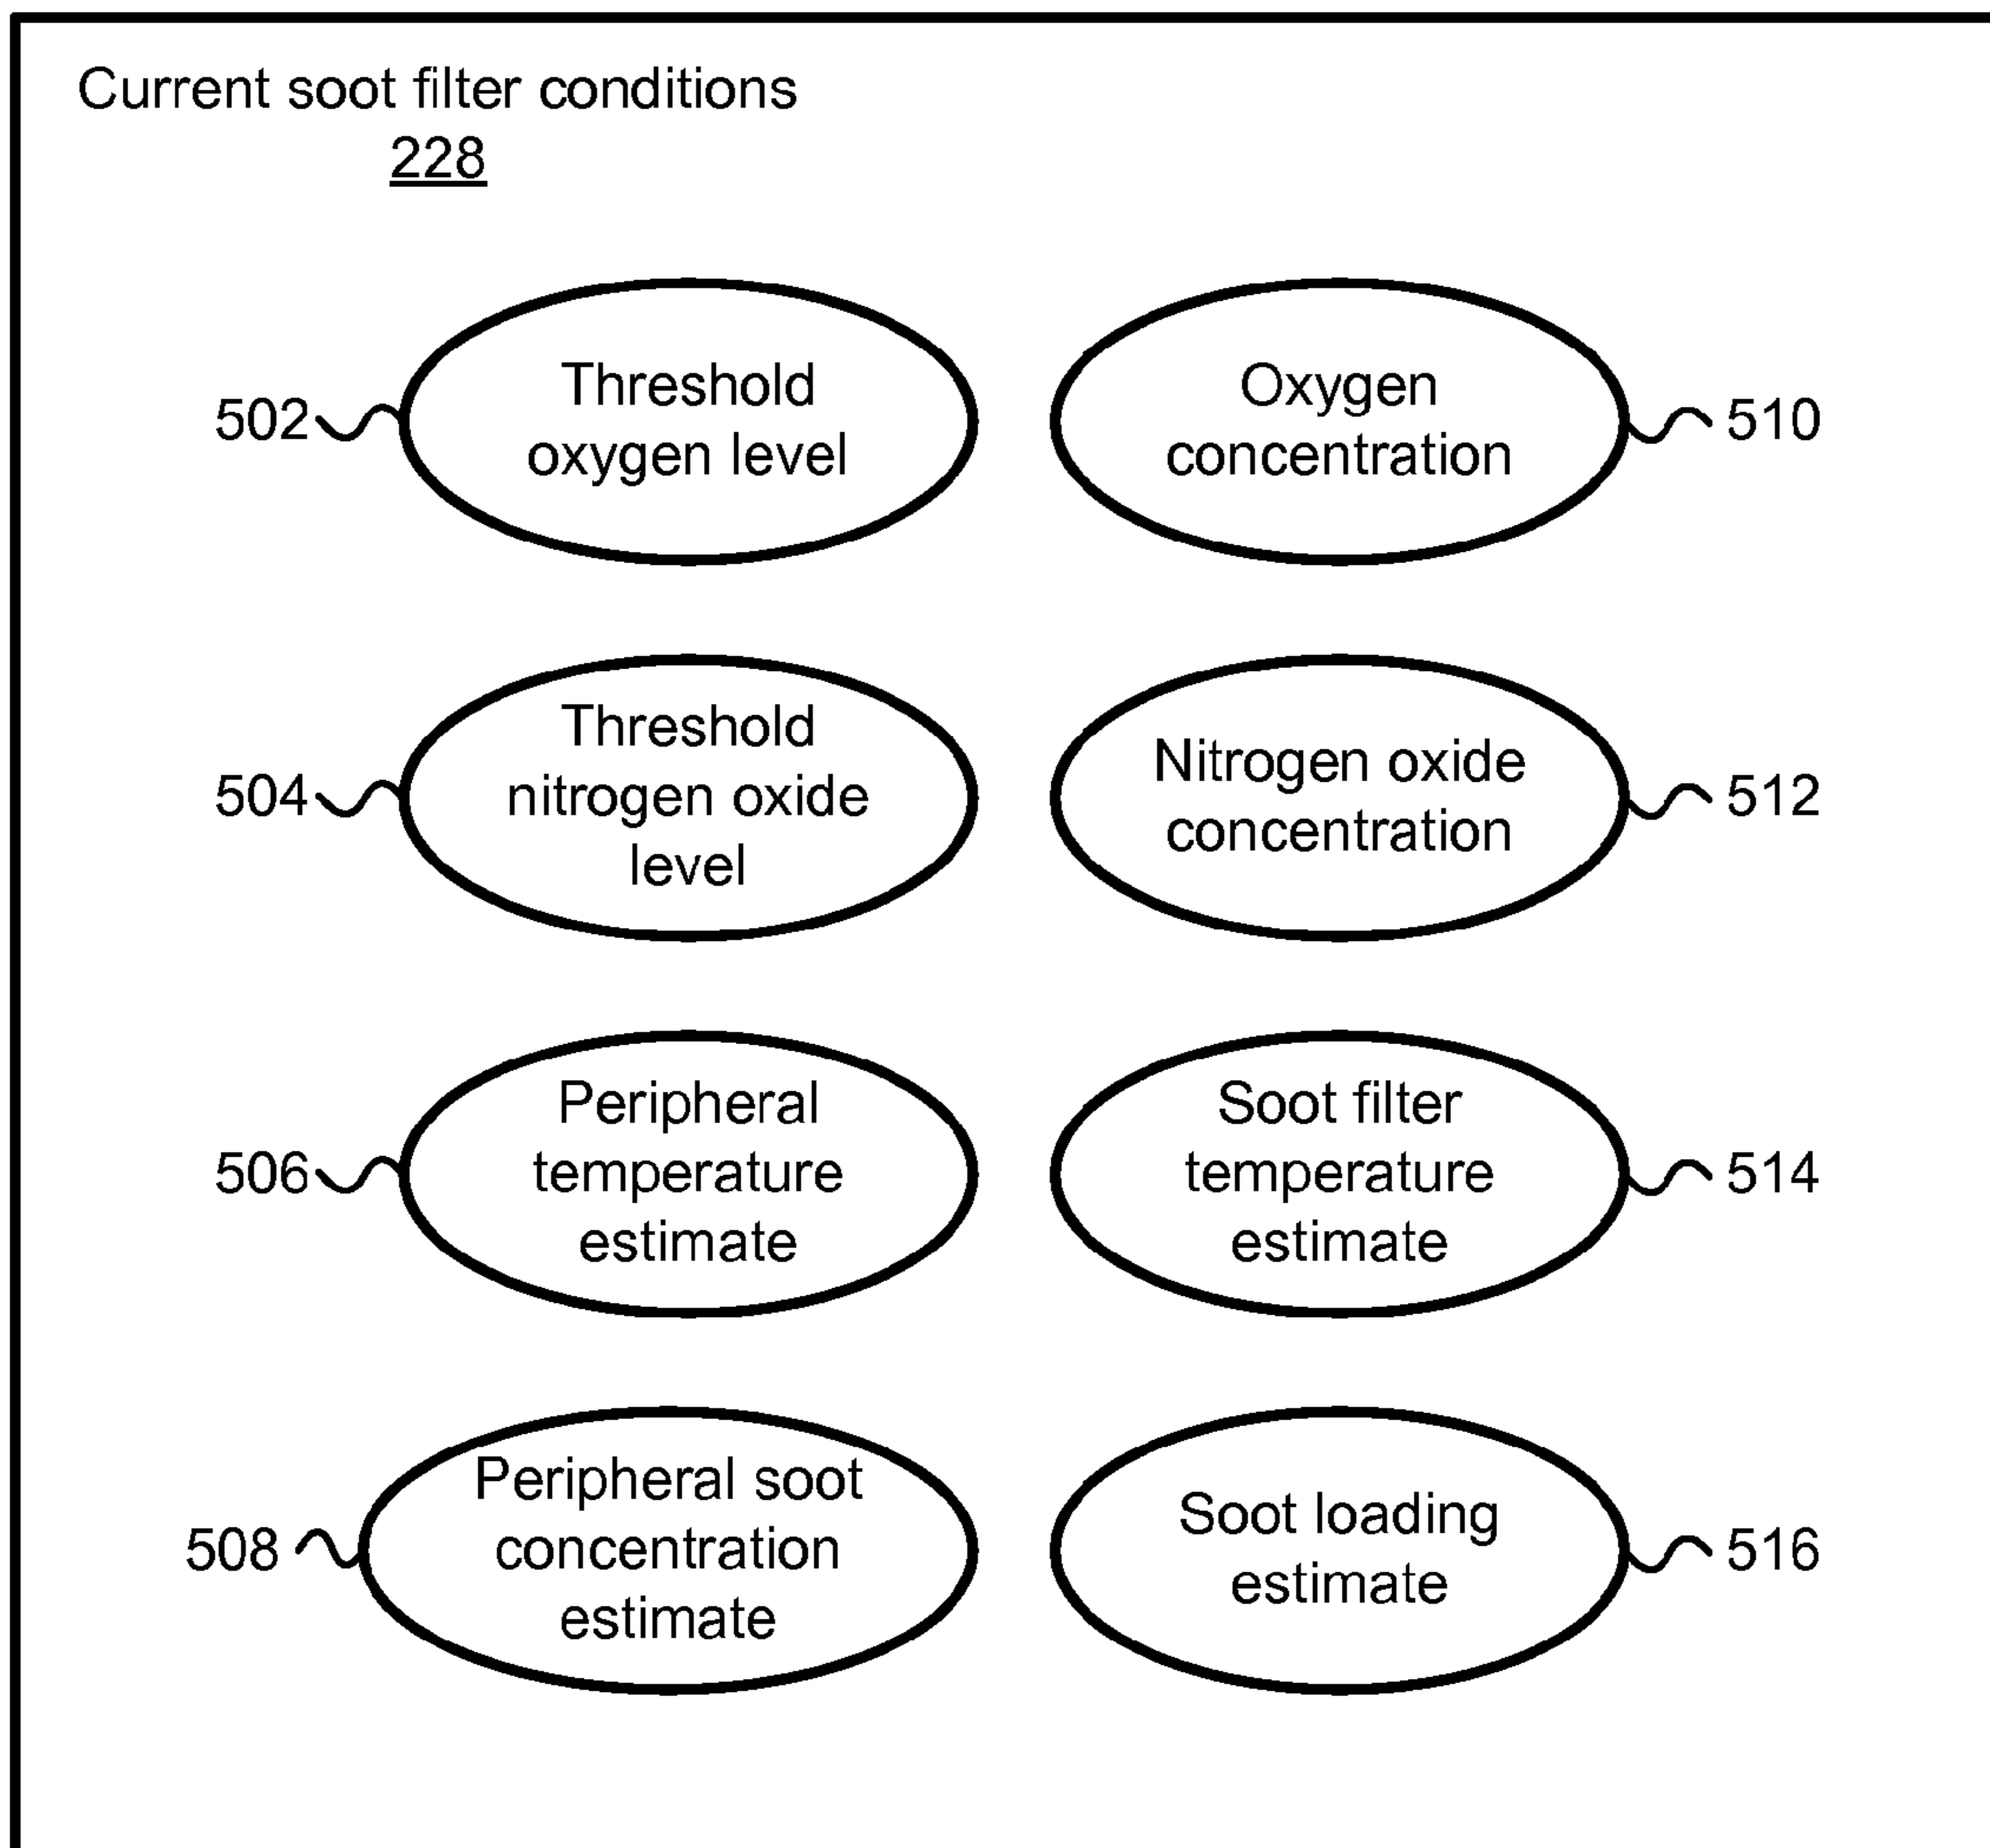 Current soot filter conditions
228
Threshold
oxygen level
502
Oxygen
concentration
510
Threshold
nitrogen oxide
level
504
Nitrogen oxide
concentration
512
Peripheral
temperature
estimate
506
Soot filter
temperature
estimate
514
Peripheral soot
concentration
estimate
508
Soot loading
estimate
516